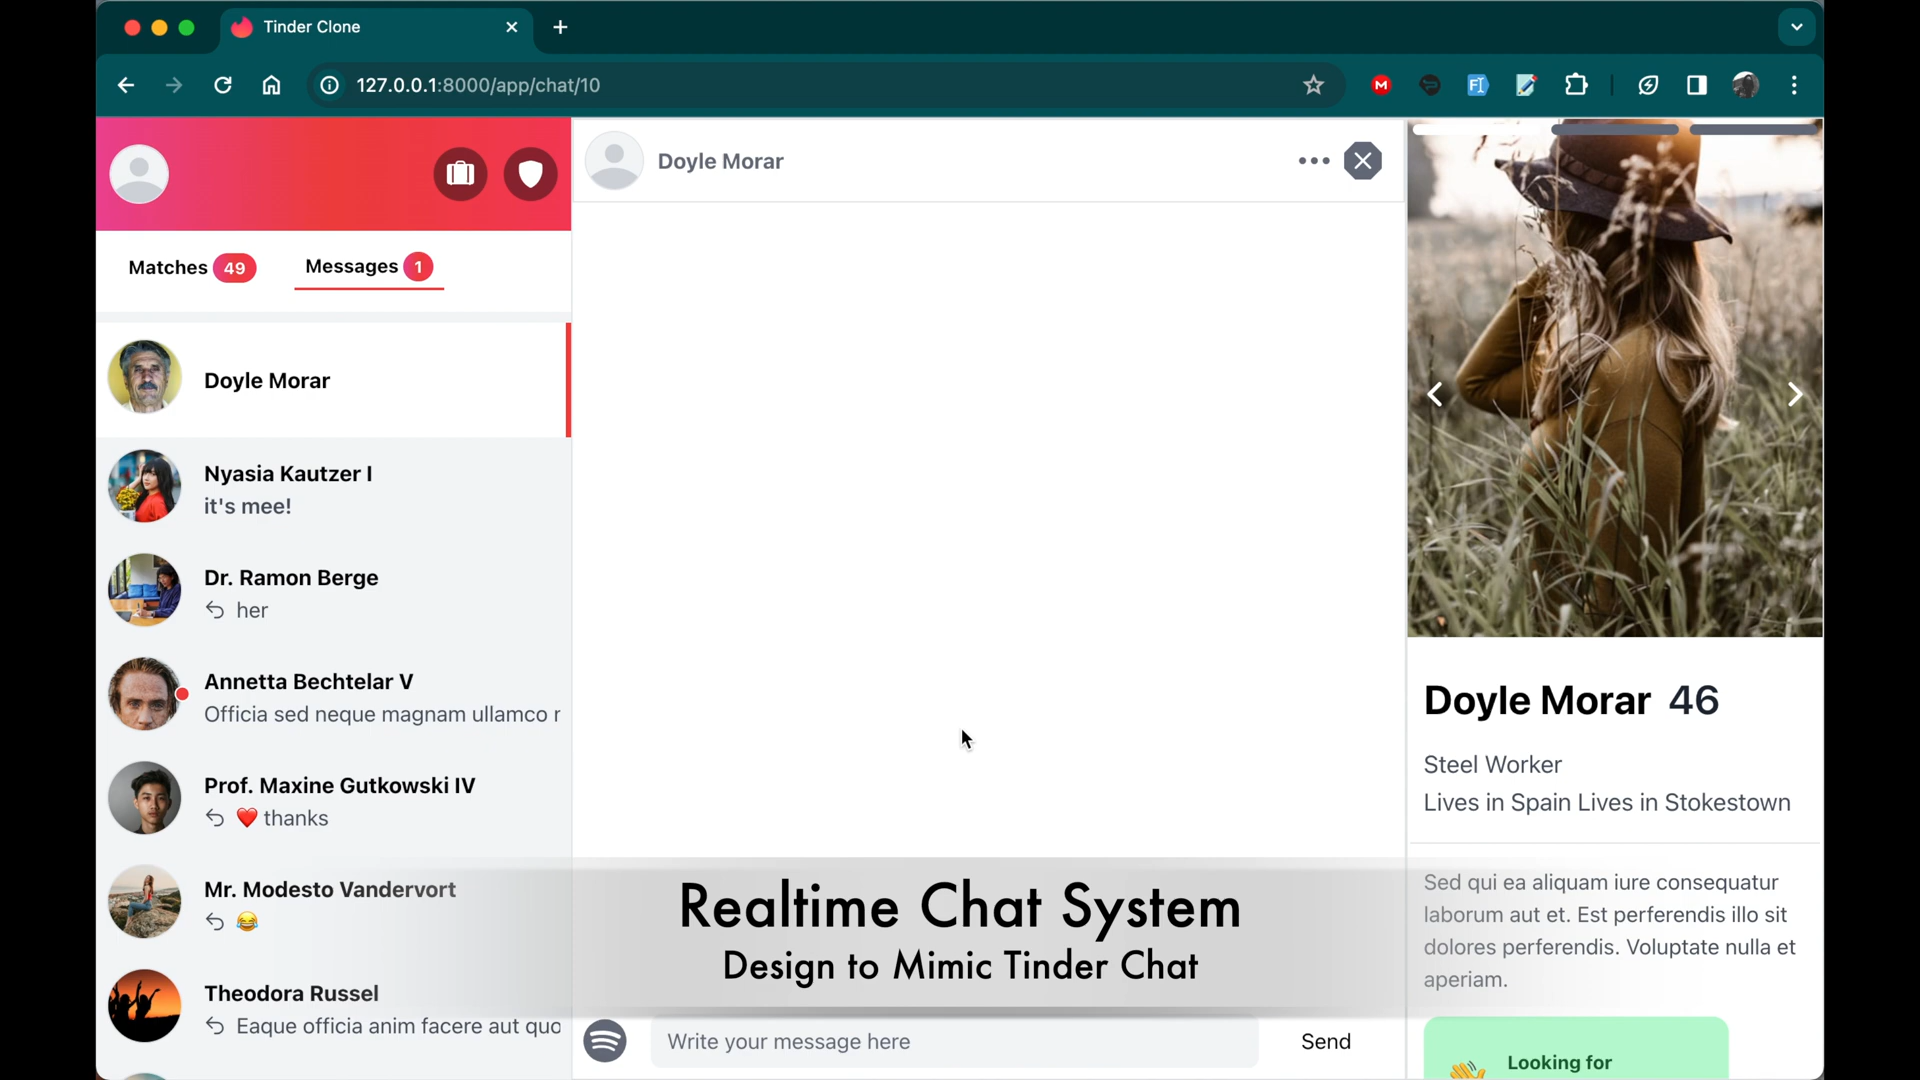 Tinder Clone
127.0.0.1:8000/app/chat/10
Matches 49
Messages 1
Doyle Morar
Nyasia Kautzer I
it's mee!
Dr. Ramon Berge
her
Annetta Bechtelar V
Officia sed neque magnam ullamco r
Prof. Maxine Gutkowski IV
❤️ thanks
Mr. Modesto Vandervort
😂
Theodora Russel
Eaque officia anim facere aut quo
Doyle Morar
Write your message here
Send
Doyle Morar 46
Steel Worker
Lives in Spain Lives in Stokestown
Sed qui ea aliquam iure consequatur
laborum aut et. Est perferendis illo sit
dolores perferendis. Voluptate nulla et
aperiam.
👋 Looking for
Realtime Chat System
Design to Mimic Tinder Chat